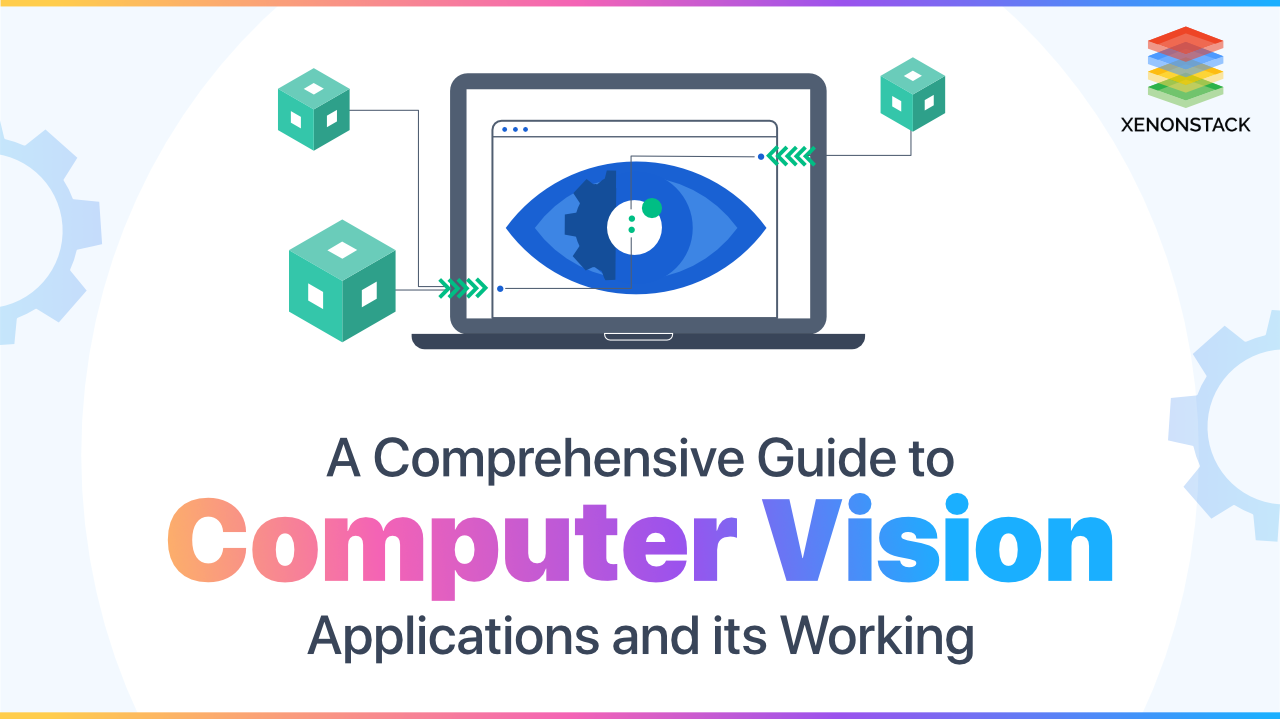 XENONSTACK
A Comprehensive Guide to
Computer Vision
Applications and its Working